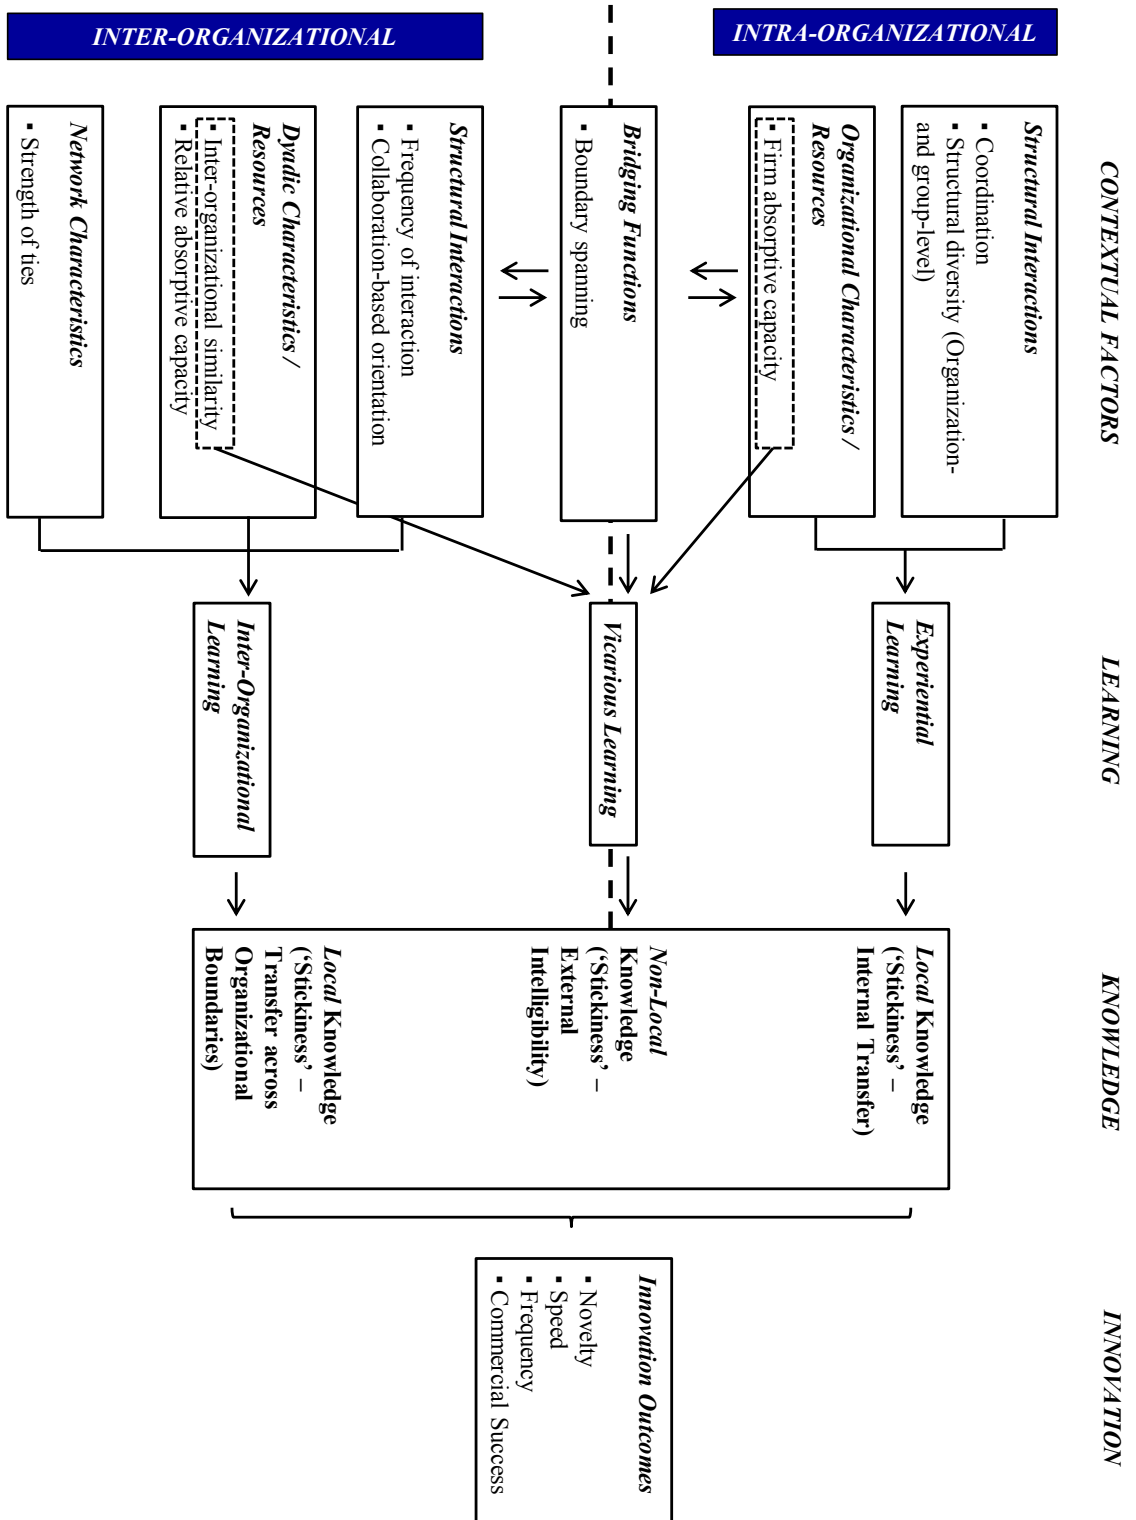 CONTEXTUAL FACTORS
LEARNING
KNOWLEDGE
INNOVATION
INTRA-ORGANIZATIONAL
Structural Interactions
▪ Coordination
▪ Structural diversity (Organization-
and group-level)
Organizational Characteristics /
Resources
▪ Firm absorptive capacity
Experiential
Learning
Local Knowledge
(‘Stickiness’ –
Internal Transfer)
Bridging Functions
▪ Boundary spanning
Vicarious Learning
Non-Local
Knowledge
(‘Stickiness’ –
External
Intelligibility)
Innovation Outcomes
▪ Novelty
▪ Speed
▪ Frequency
▪ Commercial Success
INTER-ORGANIZATIONAL
Structural Interactions
▪ Frequency of interaction
▪ Collaboration-based orientation
Dyadic Characteristics /
Resources
▪ Inter-organizational similarity
▪ Relative absorptive capacity
Network Characteristics
▪ Strength of ties
Inter-Organizational
Learning
Local Knowledge
(‘Stickiness’ –
Transfer across
Organizational
Boundaries)